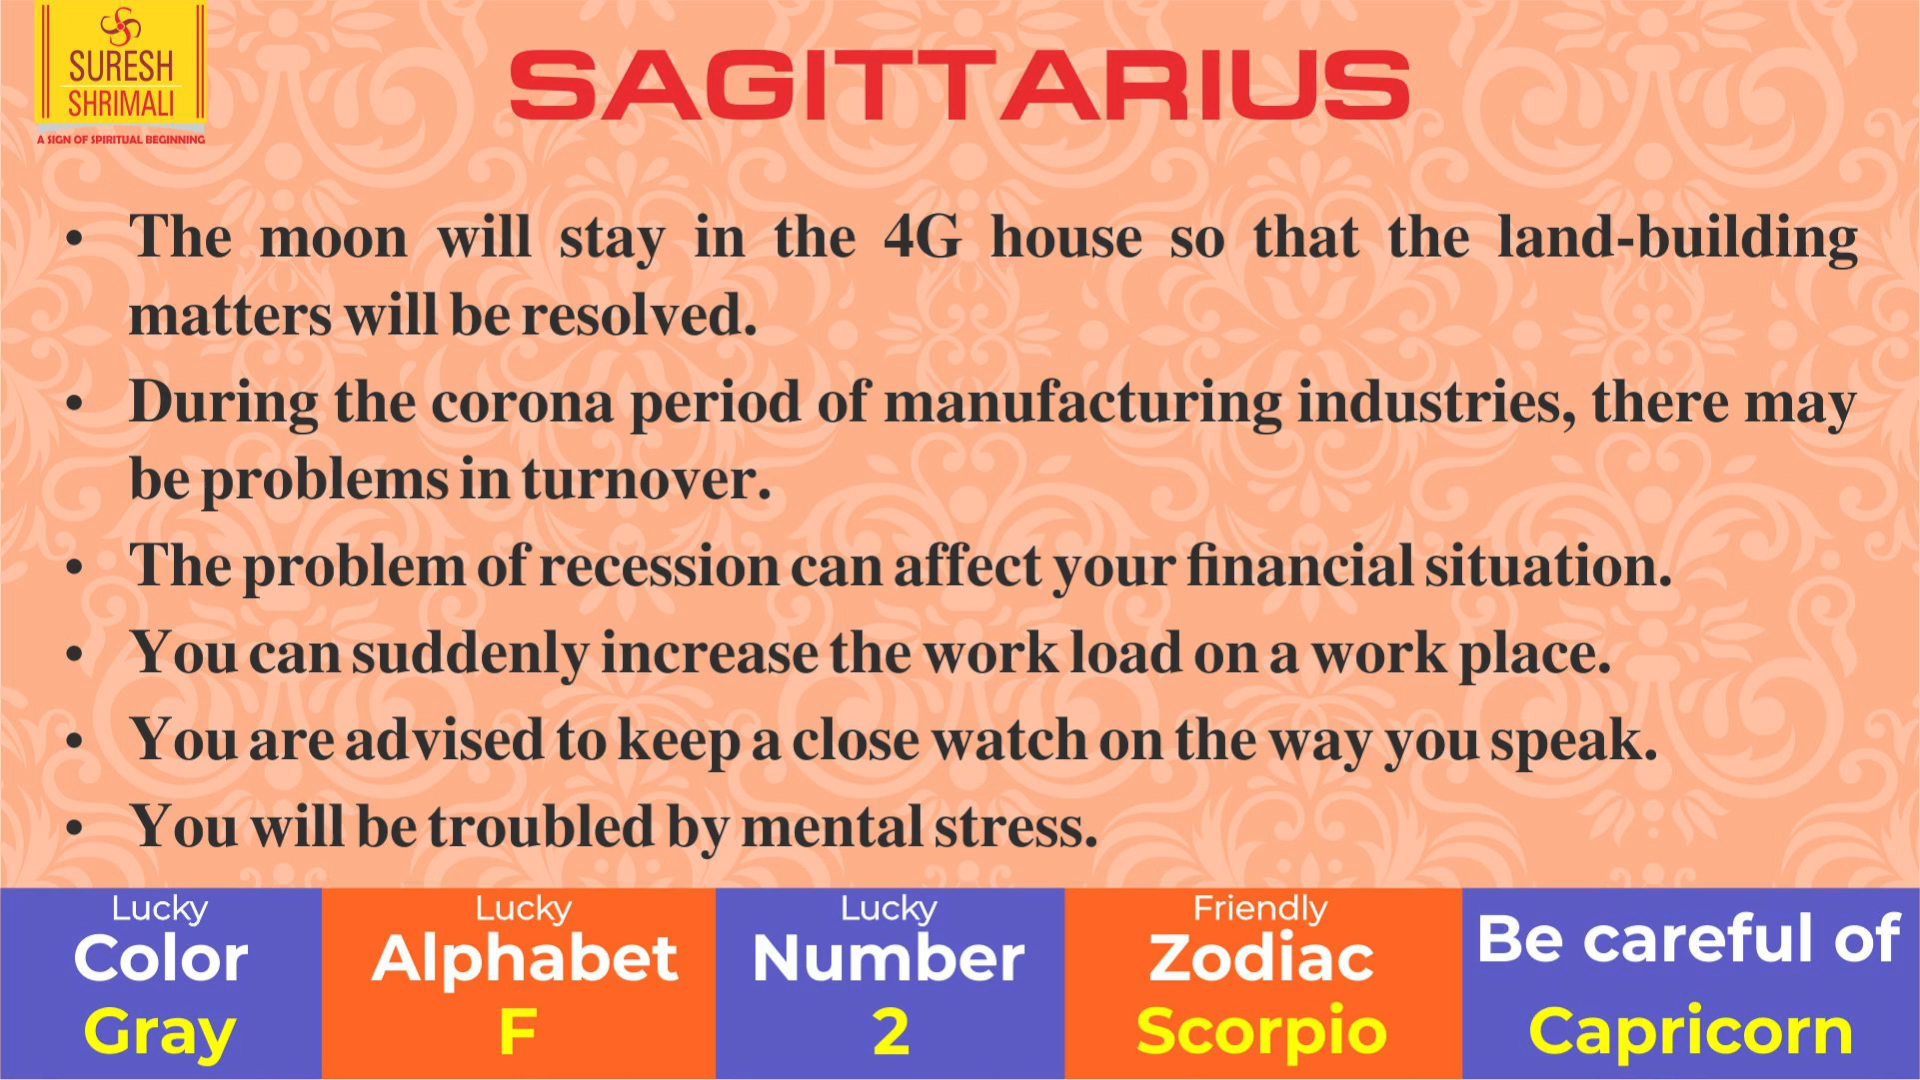 SURESH
SHRIMALI
A SIGN OF SPIRITUAL BEGINNING
SAGITTARIUS
• The moon will stay in the 4G house so that the land-building
matters will be resolved.
• During the corona period of manufacturing industries, there may
be problems in turnover.
• The problem of recession can affect your financial situation.
• You can suddenly increase the work load on a work place.
• You are advised to keep a close watch on the way you speak.
• You will be troubled by mental stress.
Lucky
Color
Gray
Lucky
Alphabet
F
Lucky
Number
2
Friendly
Zodiac
Scorpio
Be careful of
Capricorn